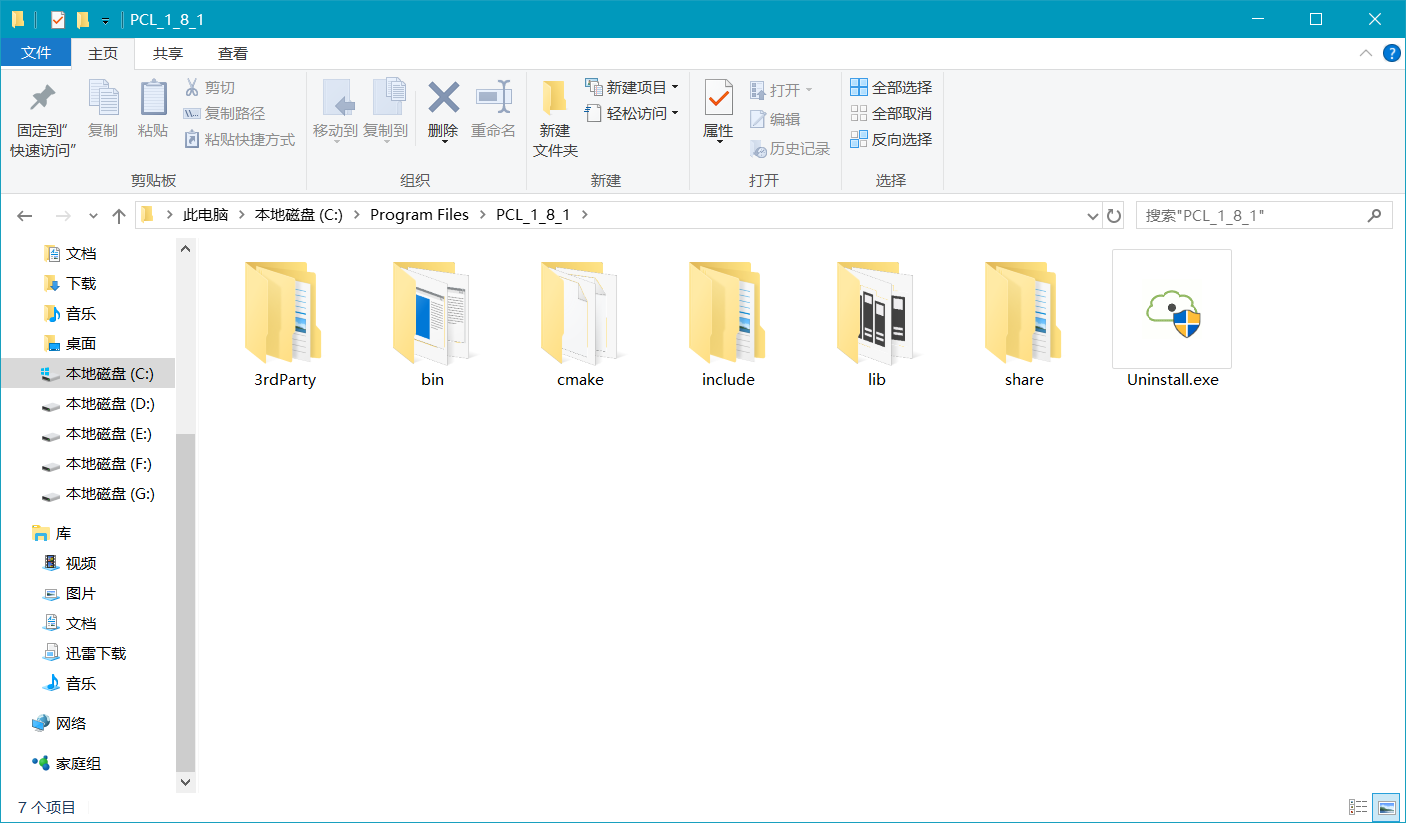 PCL_1_8_1
文件 主页 共享 查看
固定到"
快速访问"
复制
粘贴
剪切
复制路径
粘贴快捷方式
剪贴板
移动到 复制到 删除 重命名
组织
新建
文件夹
新建项目
轻松访问
新建
属性
打开
编辑
历史记录
打开
全部选择
全部取消
反向选择
选择
此电脑 本地磁盘 (C:) Program Files PCL_1_8_1
搜索"PCL_1_8_1"
文档
下载
音乐
桌面
本地磁盘 (C:)
本地磁盘 (D:)
本地磁盘 (E:)
本地磁盘 (F:)
本地磁盘 (G:)
库
视频
图片
文档
迅雷下载
音乐
网络
家庭组
3rdParty bin cmake include lib share Uninstall.exe
7 个项目